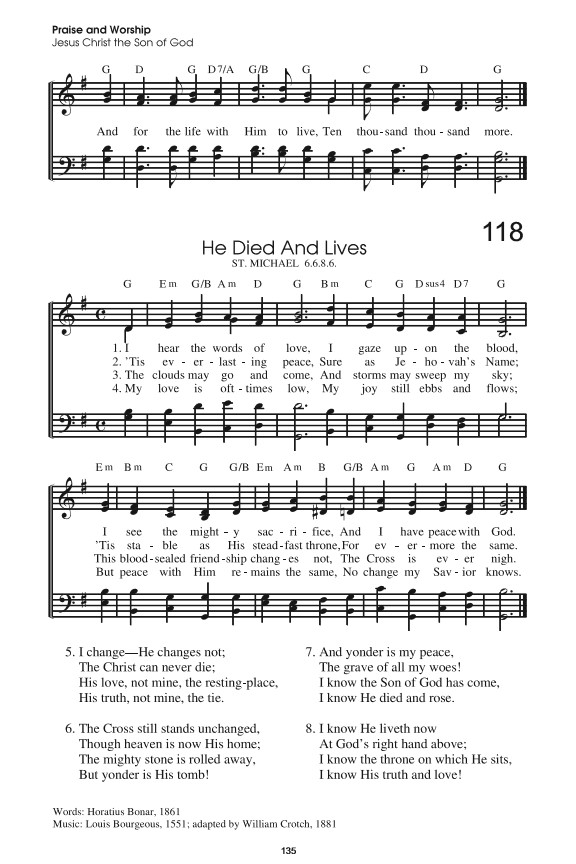 Praise and Worship
Jesus Christ the Son of God
G D G D7/A G/B G C D G
And for the life with Him to live, Ten thou-sand thou - sand more.
118
He Died And Lives
ST. MICHAEL 6.6.8.6.
G E m G/B A m D G B m C G D sus4 D 7 G
1. I hear the words of love, I gaze up - on the blood,
2. 'Tis ev - er - last - ing peace, Sure as Je - ho - vah's Name;
3. The clouds may go and come, And storms may sweep my sky;
4. My love is oft - times low, My joy still ebbs and flows;
E m B m C G G/B E m A m B G/B A m G A m D G
I see the might - y sac - ri - fice, And I have peace with God.
'Tis sta - ble as His stead - fast throne, For ev - er - more the same.
This blood - sealed friend - ship chang - es not, The Cross is ev - er nigh.
But peace with Him re - mains the same, No change my Sav - ior knows.
5. I change—He changes not;
The Christ can never die;
His love, not mine, the resting-place,
His truth, not mine, the tie.
6. The Cross still stands unchanged,
Though heaven is now His home;
The mighty stone is rolled away,
But yonder is His tomb!
7. And yonder is my peace,
The grave of all my woes!
I know the Son of God has come,
I know He died and rose.
8. I know He liveth now
At God's right hand above;
I know the throne on which He sits,
I know His truth and love!
Words: Horatius Bonar, 1861
Music: Louis Bourgeous, 1551; adapted by William Crotch, 1881
135